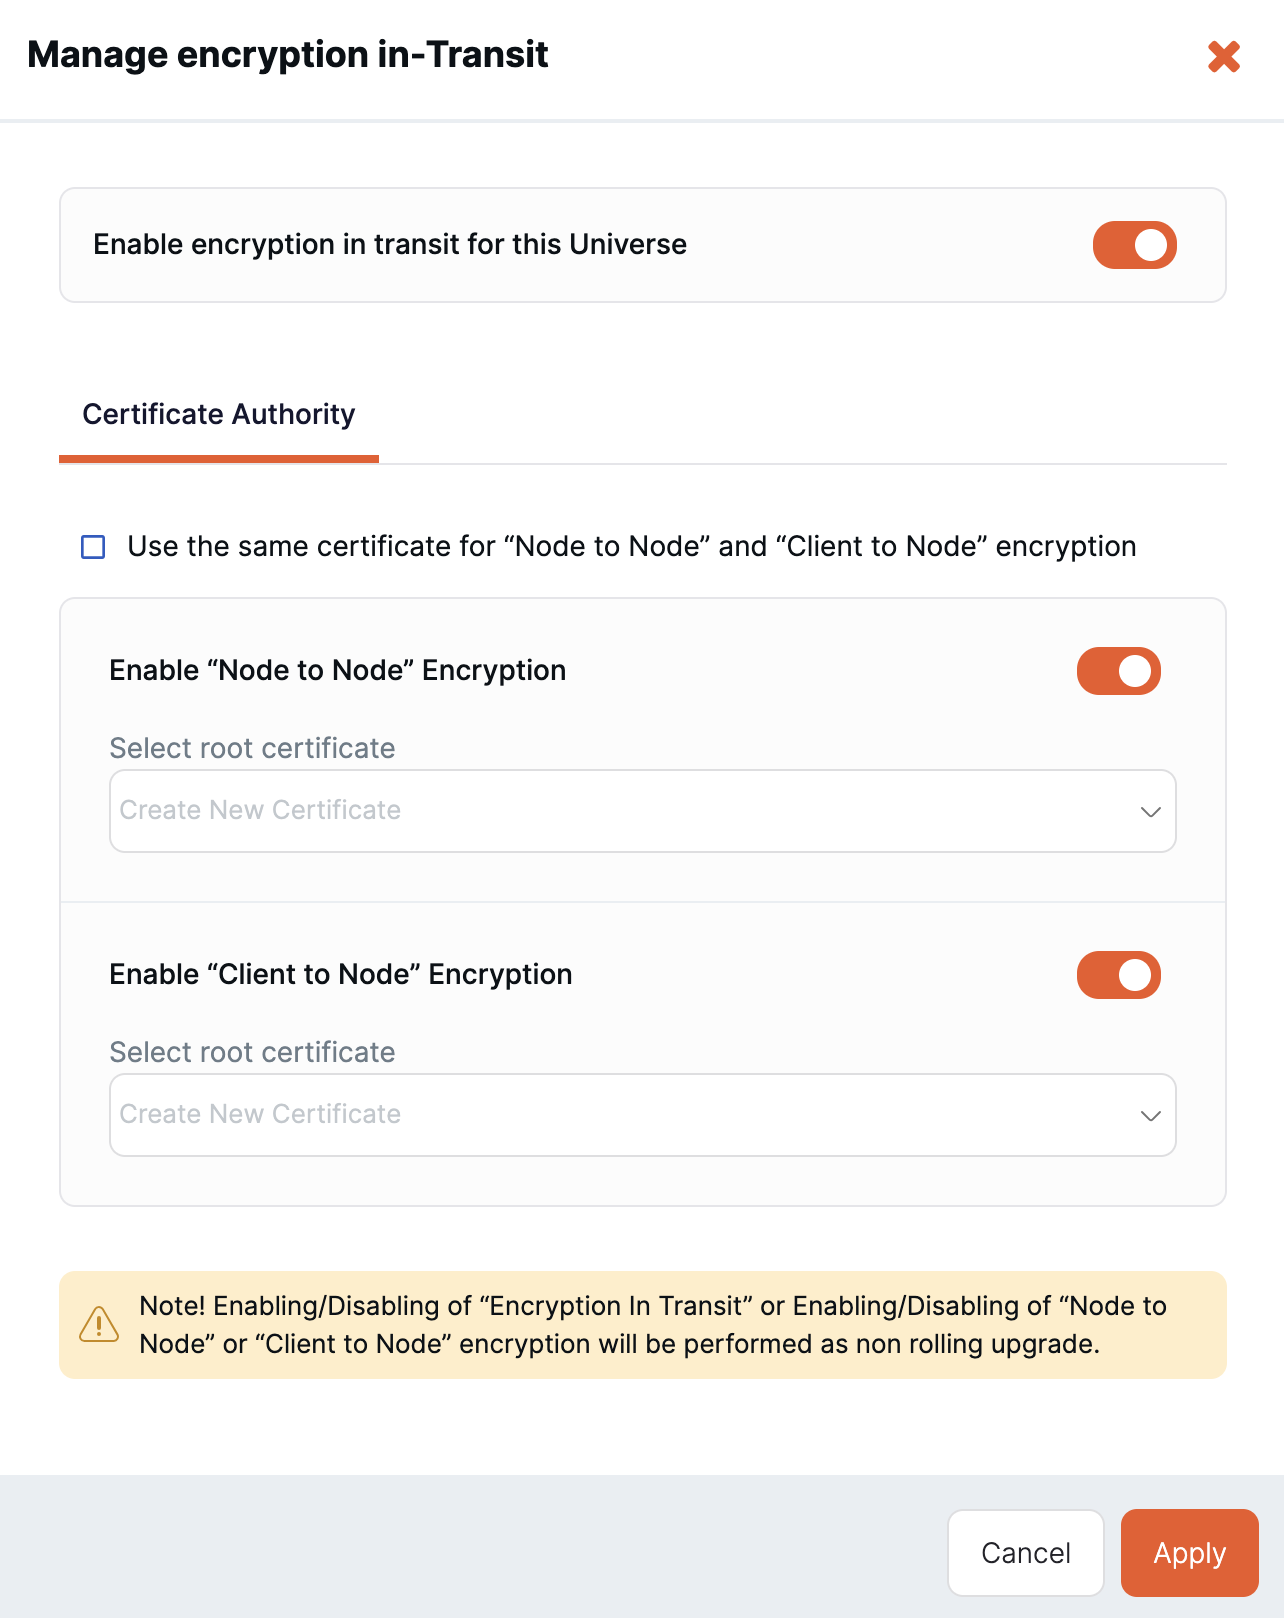 Manage encryption in-Transit
Enable encryption in transit for this Universe
Certificate Authority
Use the same certificate for “Node to Node” and “Client to Node” encryption
Enable “Node to Node” Encryption
Select root certificate
Create New Certificate
Enable “Client to Node” Encryption
Select root certificate
Create New Certificate
Note! Enabling/Disabling of “Encryption In Transit” or Enabling/Disabling of “Node to
Node” or “Client to Node” encryption will be performed as non rolling upgrade.
Cancel
Apply